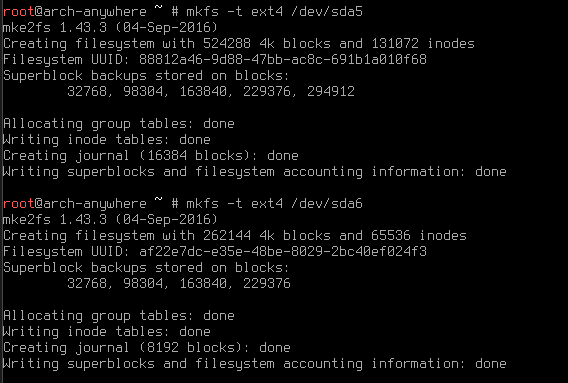 root@arch-anywhere ~ # mkfs -t ext4 /dev/sda5
mke2fs 1.43.3 (04-Sep-2016)
Creating filesystem with 524288 4k blocks and 131072 inodes
Filesystem UUID: 88812a46-9d88-47bb-ac8c-691b1a010f68
Superblock backups stored on blocks:
32768, 98304, 163840, 229376, 294912
Allocating group tables: done
Writing inode tables: done
Creating journal (16384 blocks): done
Writing superblocks and filesystem accounting information: done
root@arch-anywhere ~ # mkfs -t ext4 /dev/sda6
mke2fs 1.43.3 (04-Sep-2016)
Creating filesystem with 262144 4k blocks and 65536 inodes
Filesystem UUID: af22e7dc-e35e-48be-8029-2bc40ef024f3
Superblock backups stored on blocks:
32768, 98304, 163840, 229376
Allocating group tables: done
Writing inode tables: done
Creating journal (8192 blocks): done
Writing superblocks and filesystem accounting information: done